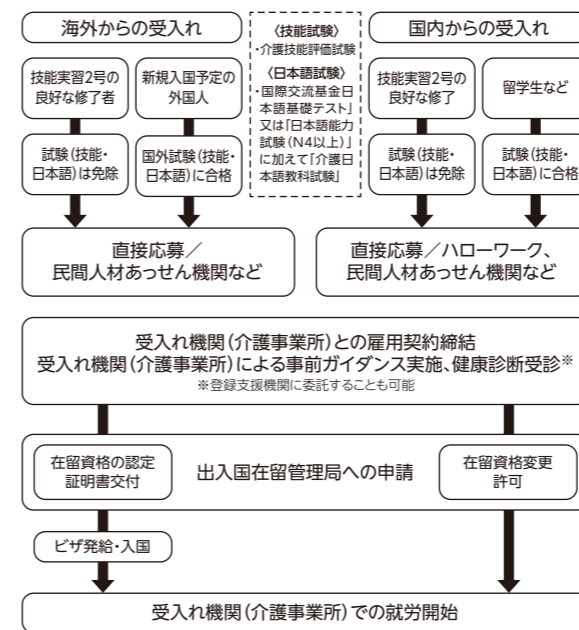 海外からの受入れ
技能実習2号の
良好な修了者
新規入国予定の
外国人
試験(技能・
日本語)は免除
国外試験(技能・
日本語)に合格
直接応募/
民間人材あっせん機関など
〈技能試験〉
・介護技能評価試験
〈日本語試験〉
・国際交流基金日
本語基礎テスト」
又は「日本語能力
試験(N4以上)」
に加えて「介護日
本語教科試験」
国内からの受入れ
技能実習2号の
良好な修了
留学生など
試験(技能・
日本語)は免除
試験(技能・
日本語)に合格
直接応募/ハローワーク、
民間人材あっせん機関など
受入れ機関(介護事業所)との雇用契約締結
受入れ機関(介護事業所)による事前ガイダンス実施、健康診断受診※
※登録支援機関に委託することも可能
在留資格の認定
証明書交付
出入国在留管理局への申請
在留資格変更
許可
ビザ発給・入国
受入れ機関(介護事業所)での就労開始